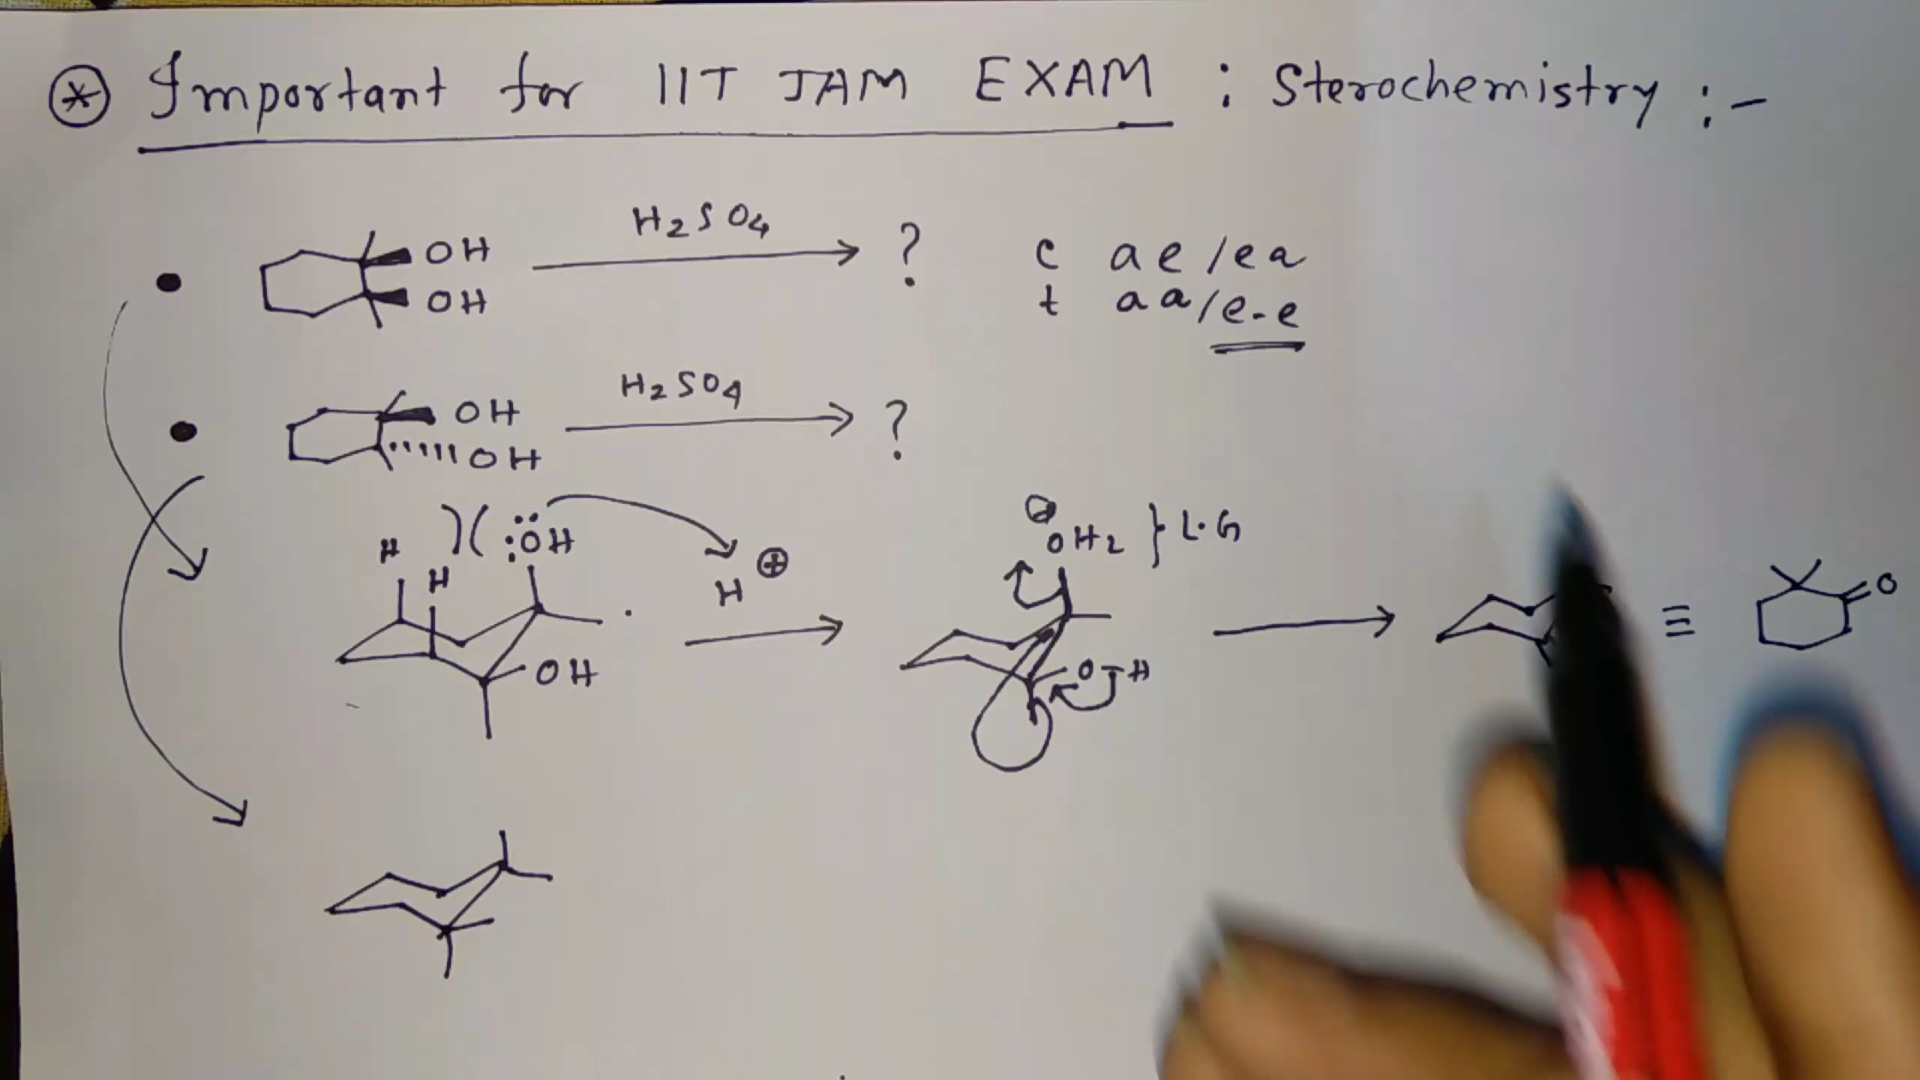 * Important for IIT JAM EXAM : Sterochemistry :-
OH
OH
H2SO4
?
c ae/ea
t aa/e-e
OH
OH
H2SO4
?
H
H
)( :ÖH
OH
H⊕
⊕
OH2 } L.G
O-H
≡
O